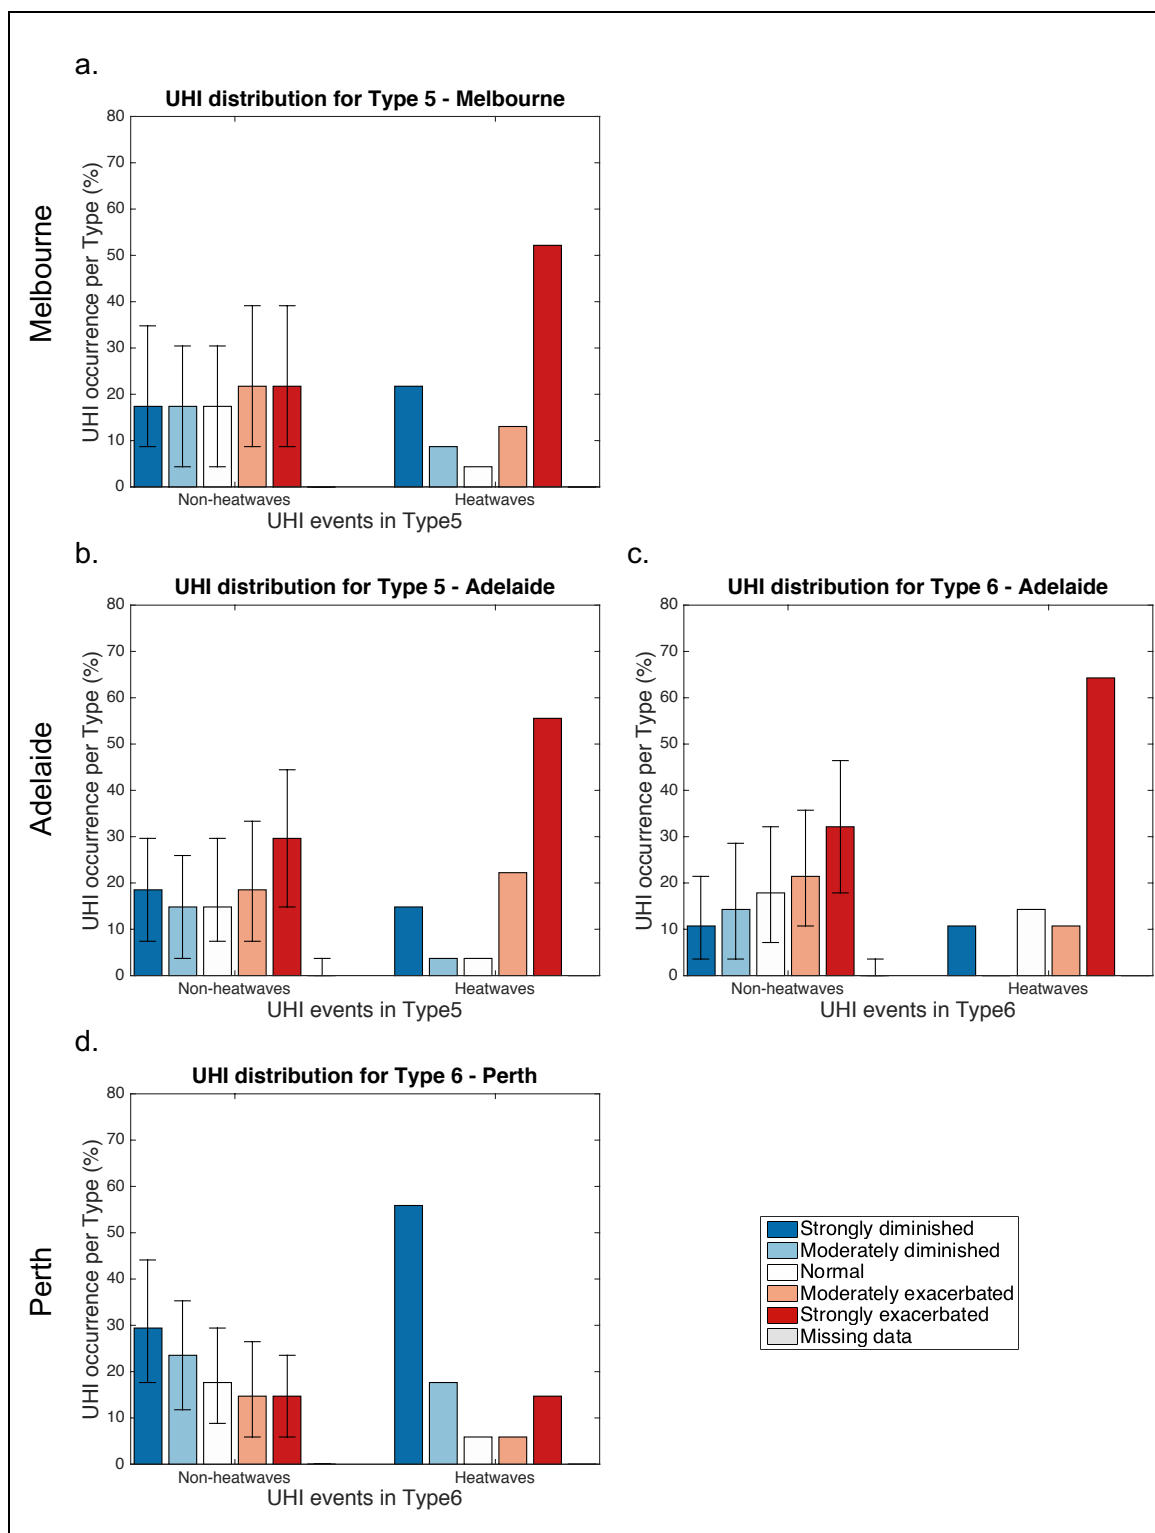 a.
UHI distribution for Type 5 - Melbourne
Melbourne
UHI occurrence per Type (%)
80
70
60
50
40
30
20
10
0
Non-heatwaves Heatwaves
UHI events in Type5
b.
UHI distribution for Type 5 - Adelaide
Adelaide
UHI occurrence per Type (%)
80
70
60
50
40
30
20
10
0
Non-heatwaves Heatwaves
UHI events in Type5
c.
UHI distribution for Type 6 - Adelaide
UHI occurrence per Type (%)
80
70
60
50
40
30
20
10
0
Non-heatwaves Heatwaves
UHI events in Type6
d.
UHI distribution for Type 6 - Perth
Perth
UHI occurrence per Type (%)
80
70
60
50
40
30
20
10
0
Non-heatwaves Heatwaves
UHI events in Type6
Strongly diminished
Moderately diminished
Normal
Moderately exacerbated
Strongly exacerbated
Missing data